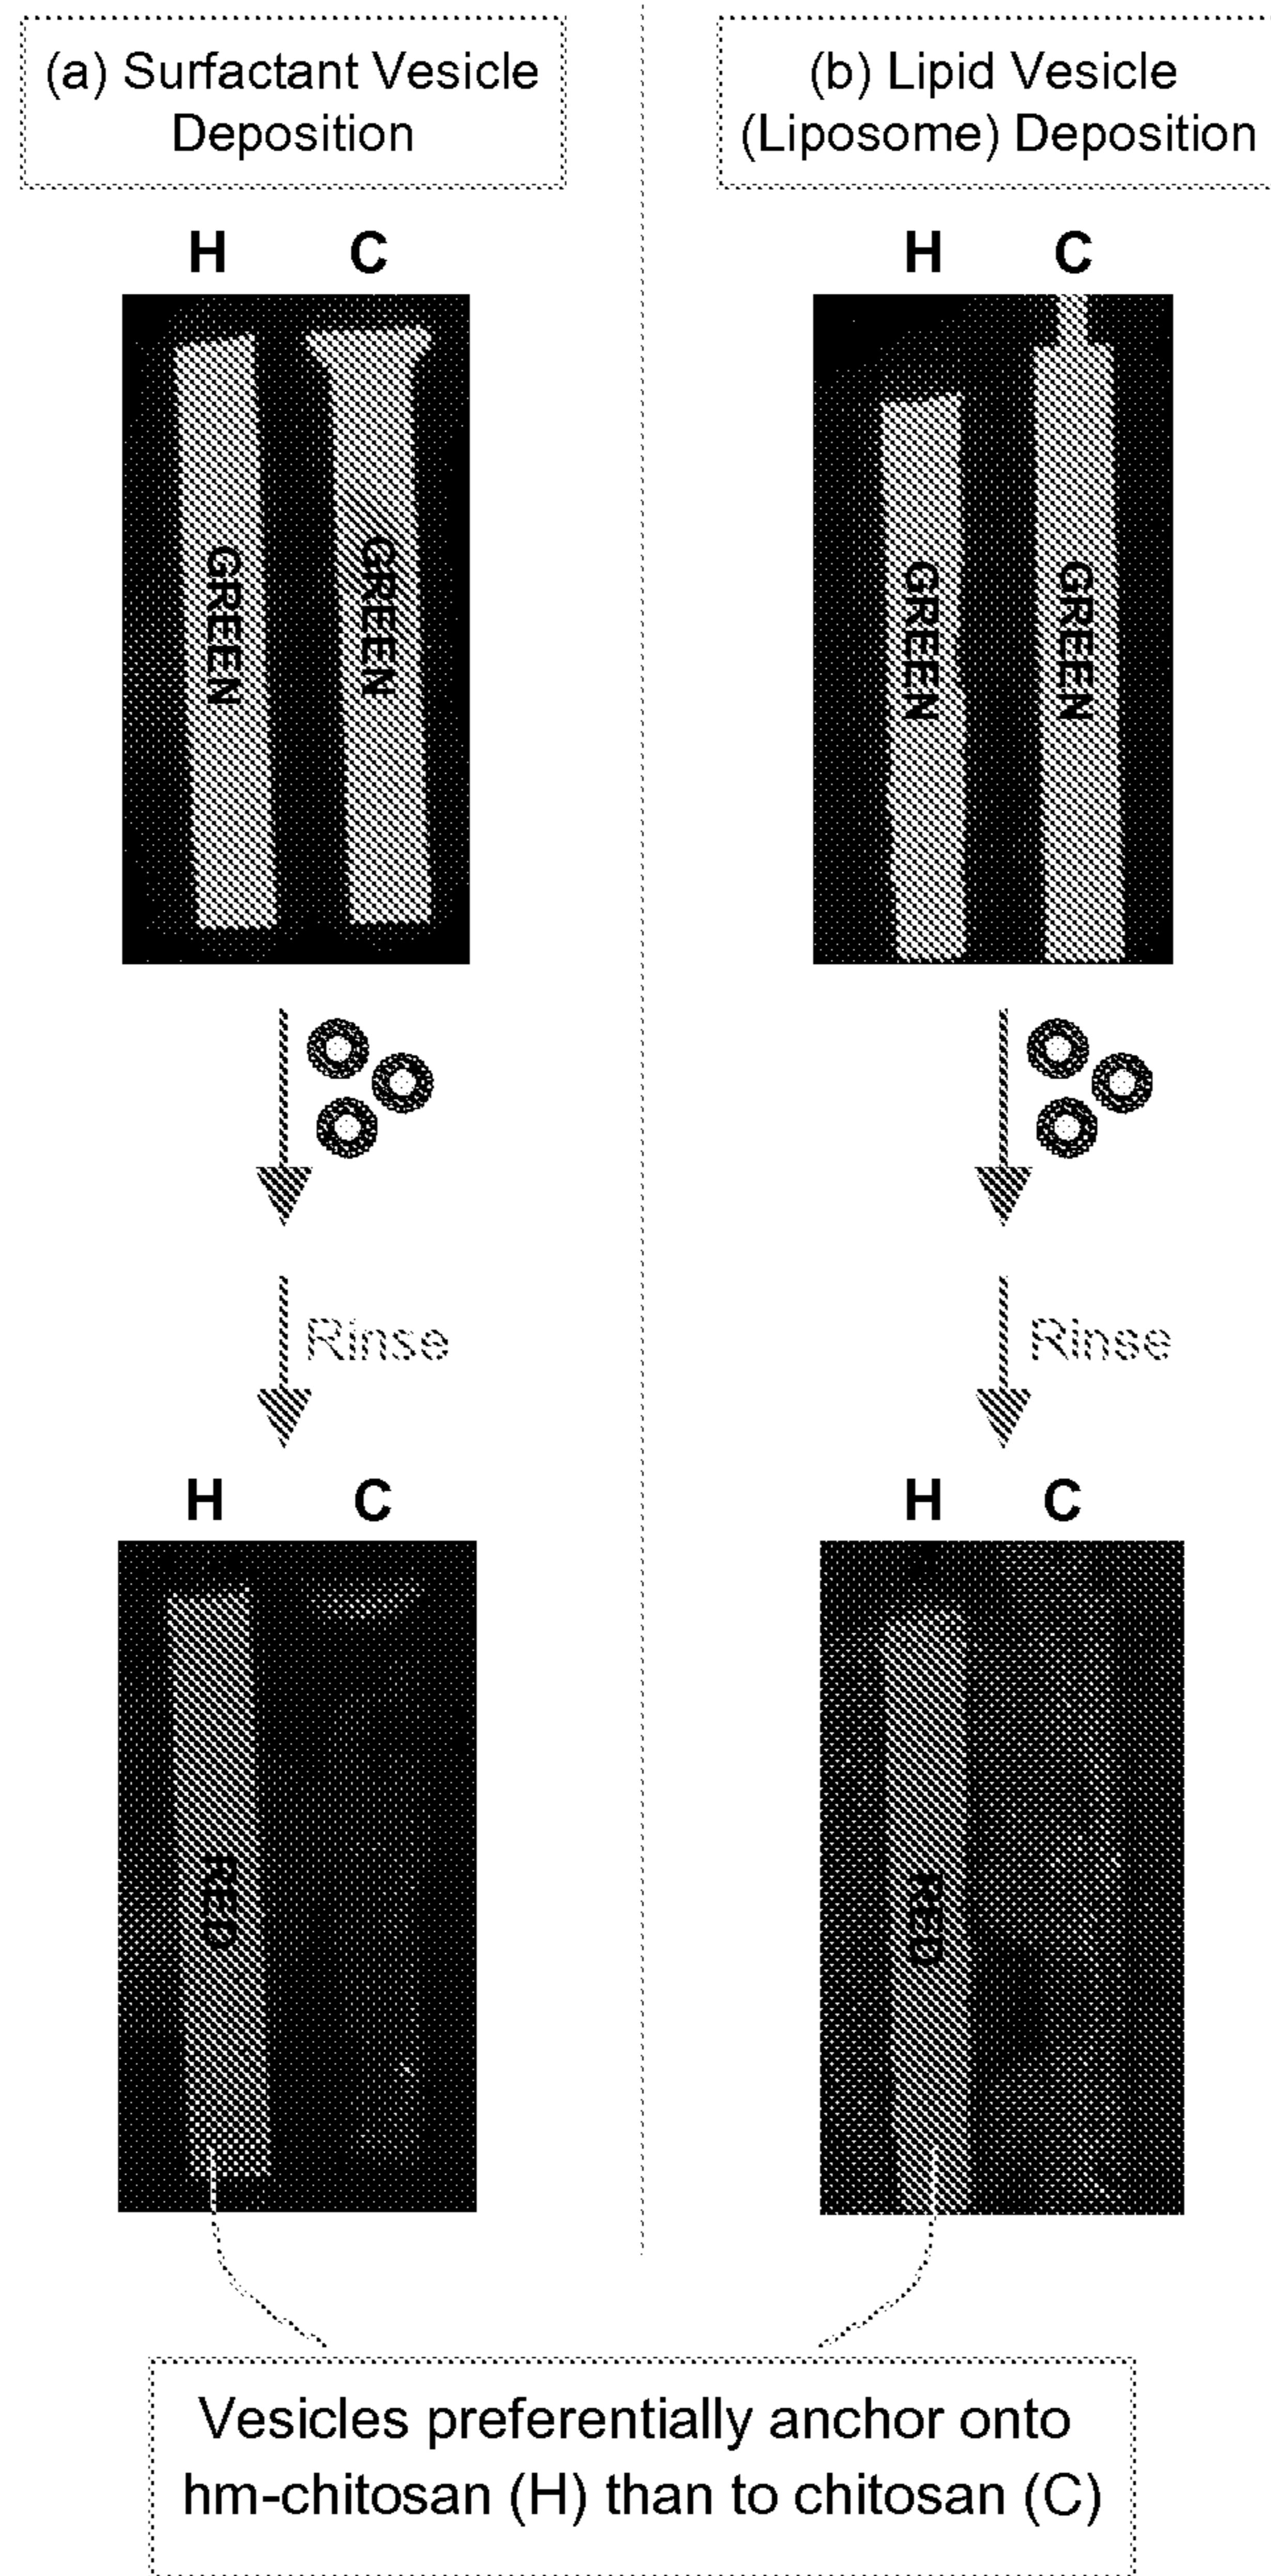 (a) Surfactant Vesicle
Deposition
H C
GREEN
GREEN
Rinse
H C
RED
(b) Lipid Vesicle
(Liposome) Deposition
H C
GREEN
GREEN
Rinse
H C
RED
Vesicles preferentially anchor onto
hm-chitosan (H) than to chitosan (C)